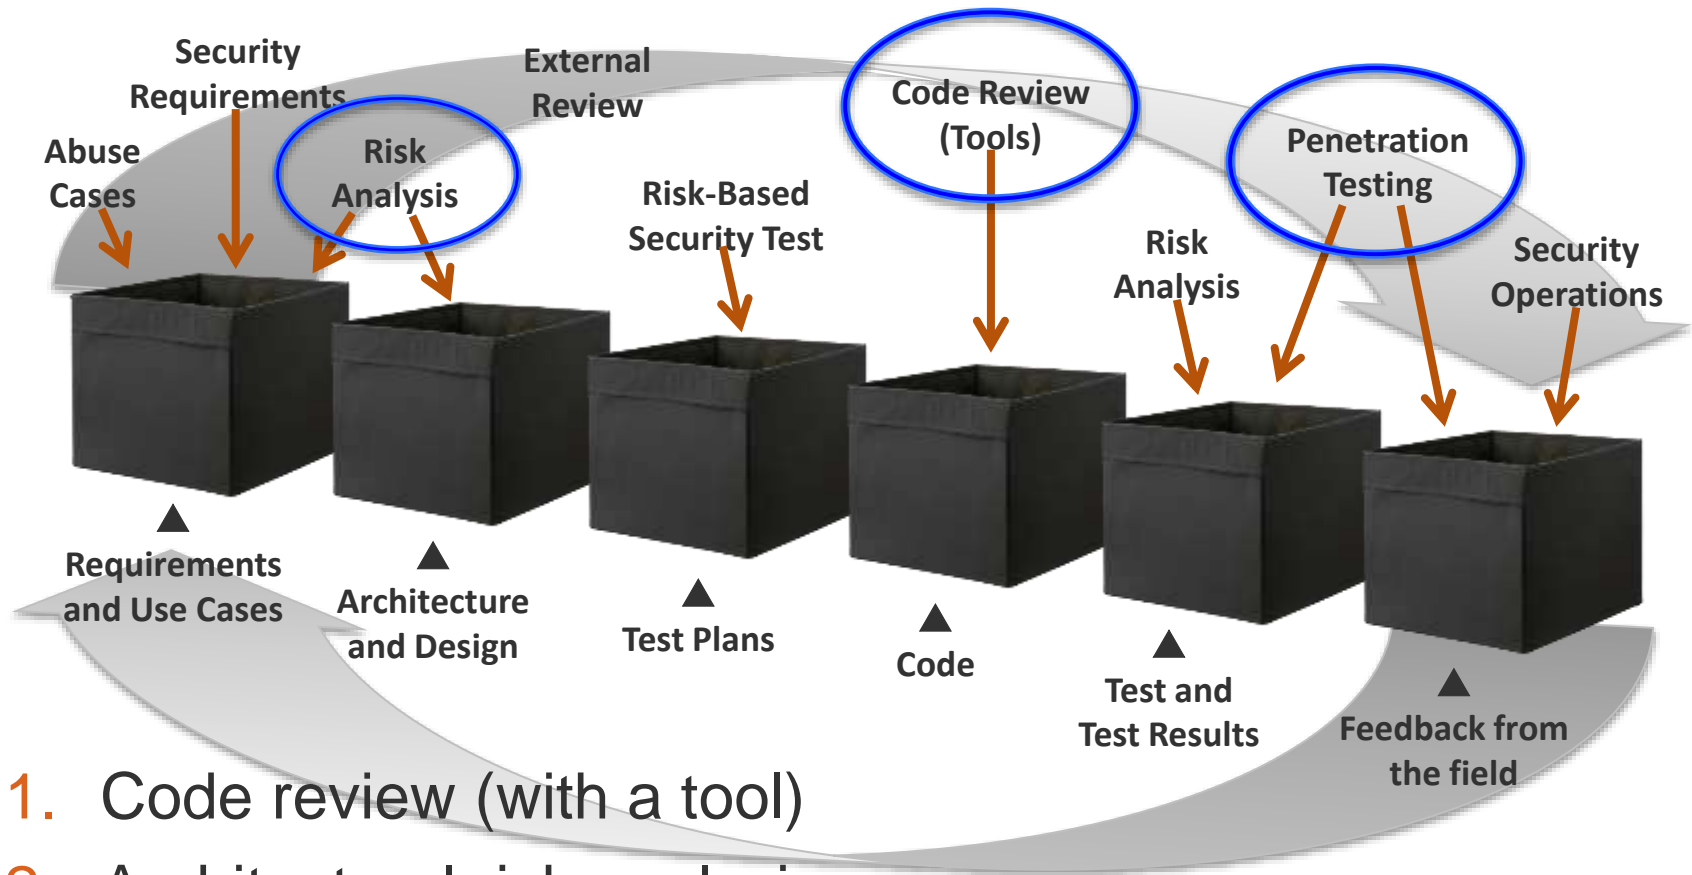 Security
Requirements
External
Review
Code Review
(Tools)
Abuse
Cases
Risk
Analysis
Penetration
Testing
Risk-Based
Security Test
Risk
Analysis
Security
Operations
Requirements
and Use Cases
Architecture
and Design
Test Plans
Code
Test and
Test Results
Feedback from
the field
1. Code review (with a tool)